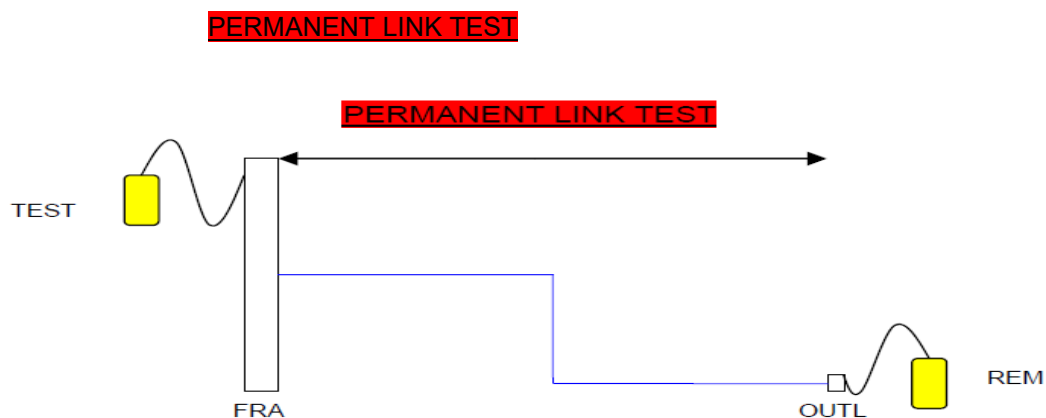 PERMANENT LINK TEST
PERMANENT LINK TEST
TEST
REM
FRA
OUTL